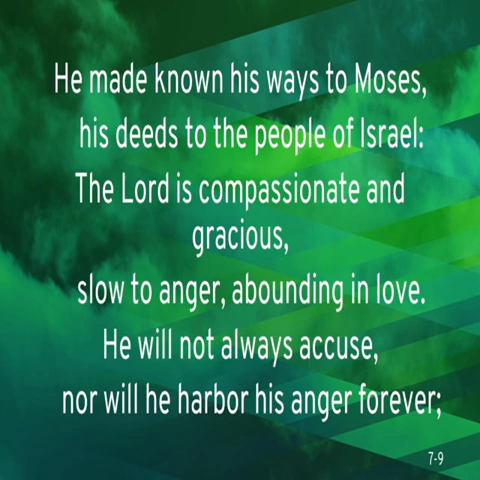 He made known his ways to Moses,
his deeds to the people of Israel:
The Lord is compassionate and
gracious,
slow to anger, abounding in love.
He will not always accuse,
nor will he harbor his anger forever;
7-9